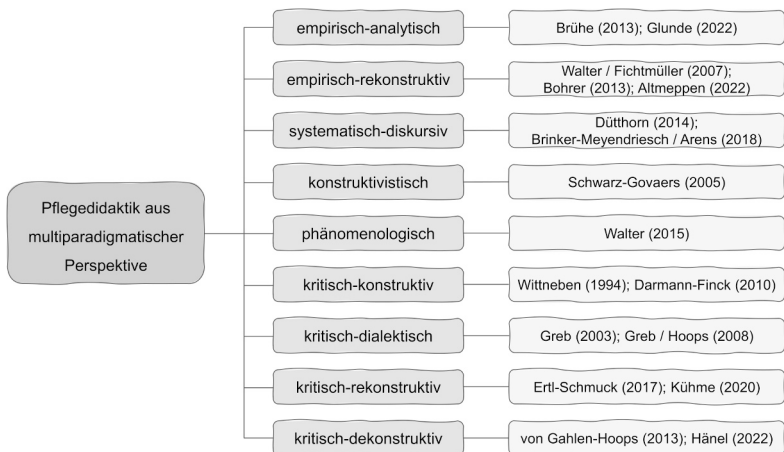 Pflegedidaktik aus
multiparadigmatischer
Perspektive
empirisch-analytisch
Brühe (2013); Glunde (2022)
empirisch-rekonstruktiv
Walter / Fichtmüller (2007);
Bohrer (2013); Altmeppen (2022)
systematisch-diskursiv
Dütthorn (2014);
Brinker-Meyendriesch / Arens (2018)
konstruktivistisch
Schwarz-Govaers (2005)
phänomenologisch
Walter (2015)
kritisch-konstruktiv
Wittneben (1994); Darmann-Finck (2010)
kritisch-dialektisch
Greb (2003); Greb / Hoops (2008)
kritisch-rekonstruktiv
Ertl-Schmuck (2017); Kühme (2020)
kritisch-dekonstruktiv
von Gahlen-Hoops (2013); Hänel (2022)